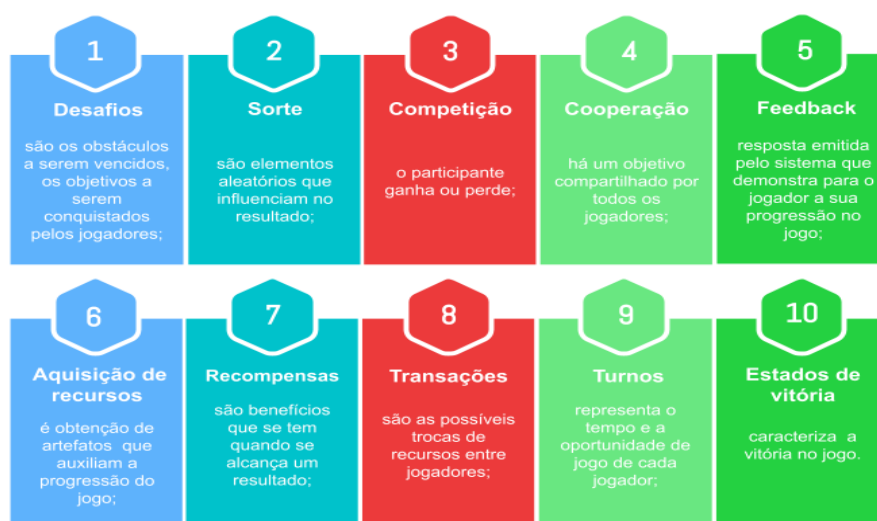 1
Desafios
são os obstáculos
a serem vencidos,
os objetivos a
serem
conquistados
pelos jogadores;
2
Sorte
são elementos
aleatórios que
influenciam no
resultado;
3
Competição
o participante
ganha ou perde;
4
Cooperação
há um objetivo
compartilhado por
todos os
jogadores;
5
Feedback
resposta emitida
pelo sistema que
demonstra para o
jogador a sua
progressão no
jogo;
6
Aquisição de
recursos
é obtenção de
artefatos que
auxiliam a
progressão do
jogo;
7
Recompensas
são benefícios
que se tem
quando se
alcança um
resultado;
8
Transações
são as possíveis
trocas de
recursos entre
jogadores;
9
Turnos
representa o
tempo e a
oportunidade de
jogo de cada
jogador;
10
Estados de
vitória
caracteriza a
vitória no jogo.